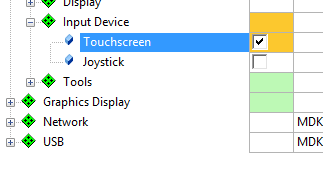 Display
Input Device
Touchscreen
Joystick
Tools
Graphics Display
Network MDK
USB MDK